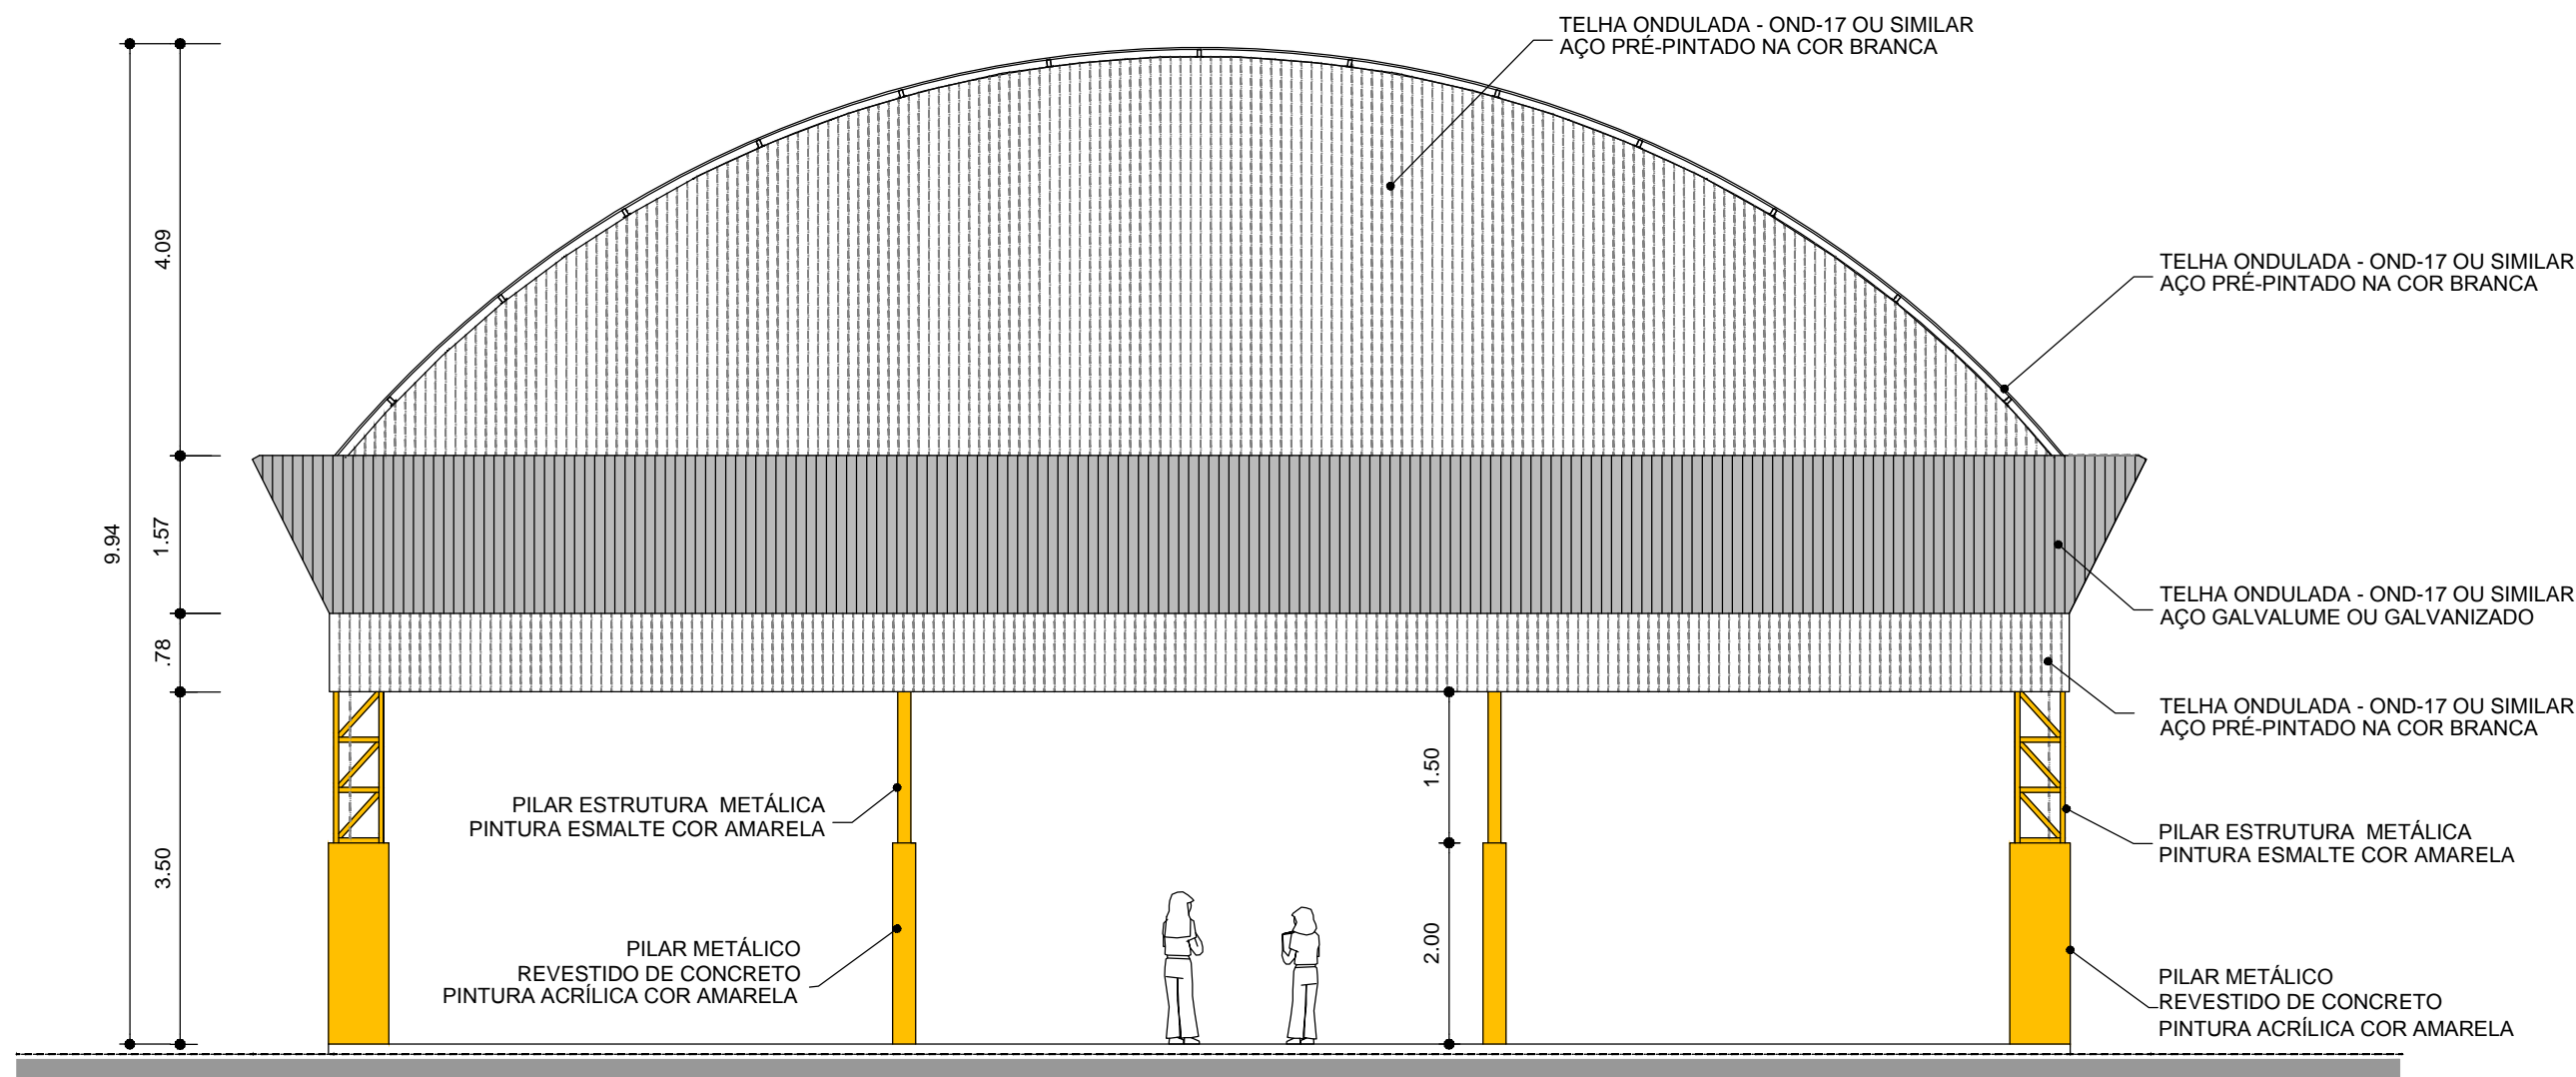 TELHA ONDULADA - OND-17 OU SIMILAR
AÇO PRÉ-PINTADO NA COR BRANCA
4.09
TELHA ONDULADA - OND-17 OU SIMILAR
AÇO PRÉ-PINTADO NA COR BRANCA
9.94
1.57
TELHA ONDULADA - OND-17 OU SIMILAR
AÇO GALVALUME OU GALVANIZADO
.78
TELHA ONDULADA - OND-17 OU SIMILAR
AÇO PRÉ-PINTADO NA COR BRANCA
1.50
PILAR ESTRUTURA  METÁLICA
PINTURA ESMALTE COR AMARELA
PILAR ESTRUTURA  METÁLICA
PINTURA ESMALTE COR AMARELA
3.50
2.00
PILAR METÁLICO
REVESTIDO DE CONCRETO
PINTURA ACRÍLICA COR AMARELA
PILAR METÁLICO
REVESTIDO DE CONCRETO
PINTURA ACRÍLICA COR AMARELA